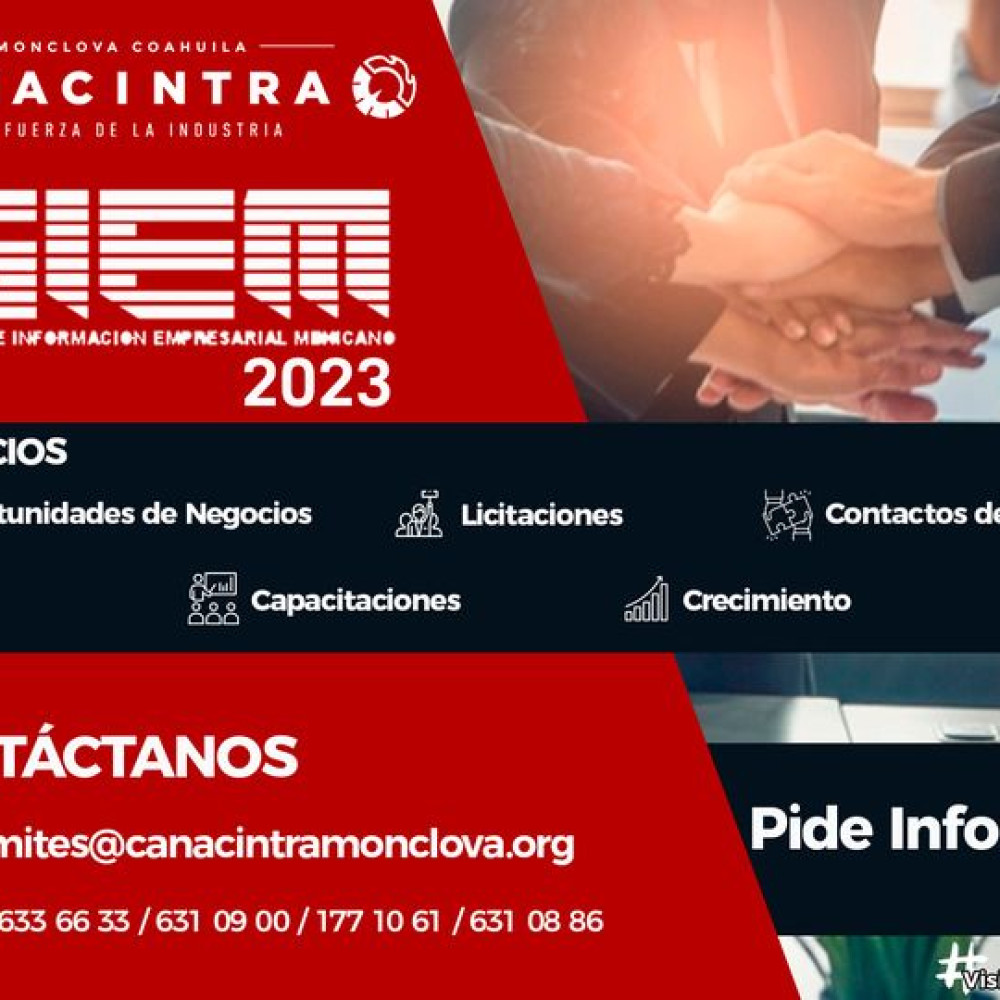 MONCLOVA COAHUILA
ACINTRA
FUERZA DE LA INDUSTRIA
SIEM
E INFORMACION EMPRESARIAL MEXICANO
2023
CIOS
tunidades de Negocios
Licitaciones
Contactos de
Capacitaciones
Crecimiento
TÁCTANOS
mites@canacintramonclova.org
633 66 33 / 631 09 00 / 177 10 61 / 631 08 86
Pide Info
#
Visi